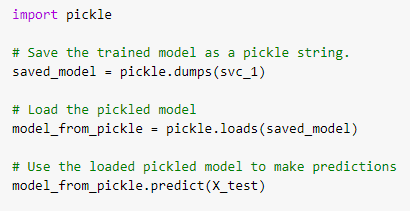 import pickle
# Save the trained model as a pickle string.
saved_model = pickle.dumps(svc_1)
# Load the pickled model
model_from_pickle = pickle.loads(saved_model)
# Use the loaded pickled model to make predictions
model_from_pickle.predict(X_test)